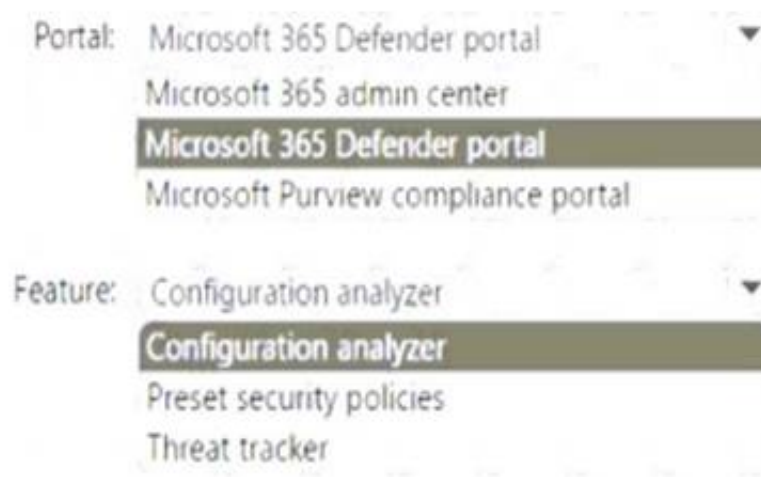 Portal: Microsoft 365 Defender portal
Microsoft 365 admin center
Microsoft 365 Defender portal
Microsoft Purview compliance portal
Feature: Configuration analyzer
Configuration analyzer
Preset security policies
Threat tracker